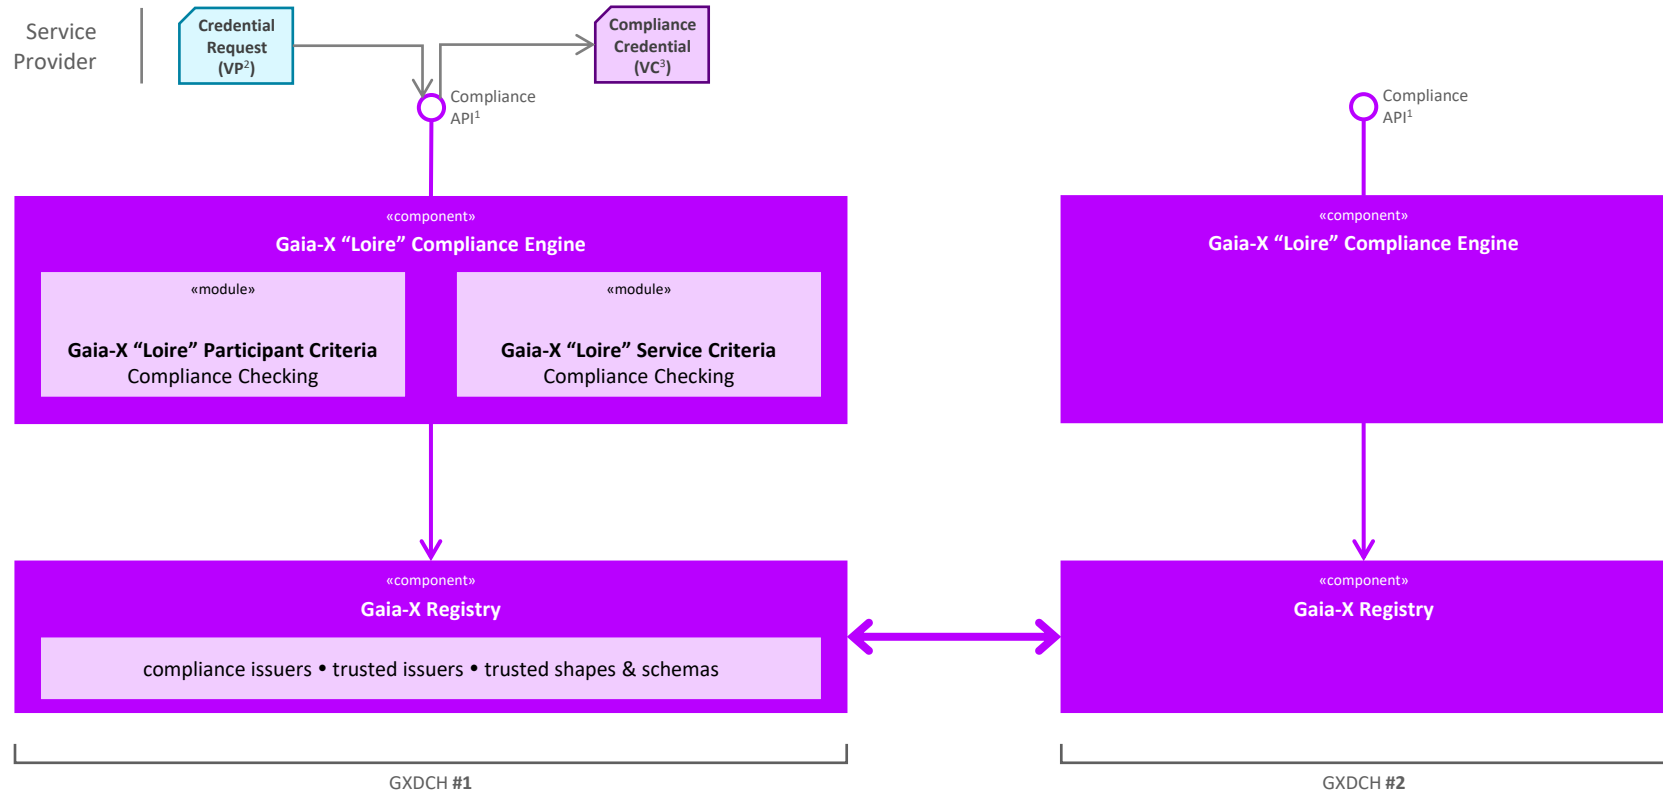 Service
Provider
Credential
Request
(VP²)
Compliance
Credential
(VC³)
Compliance
API¹
Compliance
API¹
«component»
Gaia-X “Loire” Compliance Engine
«module»
Gaia-X “Loire” Participant Criteria
Compliance Checking
«module»
Gaia-X “Loire” Service Criteria
Compliance Checking
«component»
Gaia-X “Loire” Compliance Engine
«component»
Gaia-X Registry
compliance issuers • trusted issuers • trusted shapes & schemas
«component»
Gaia-X Registry
GXDCH #1
GXDCH #2